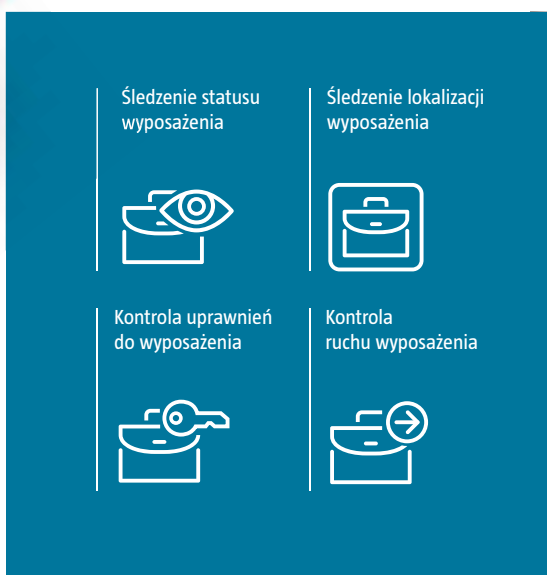 Śledzenie statusu
wyposażenia
Śledzenie lokalizacji
wyposażenia
Kontrola uprawnień
do wyposażenia
Kontrola
ruchu wyposażenia